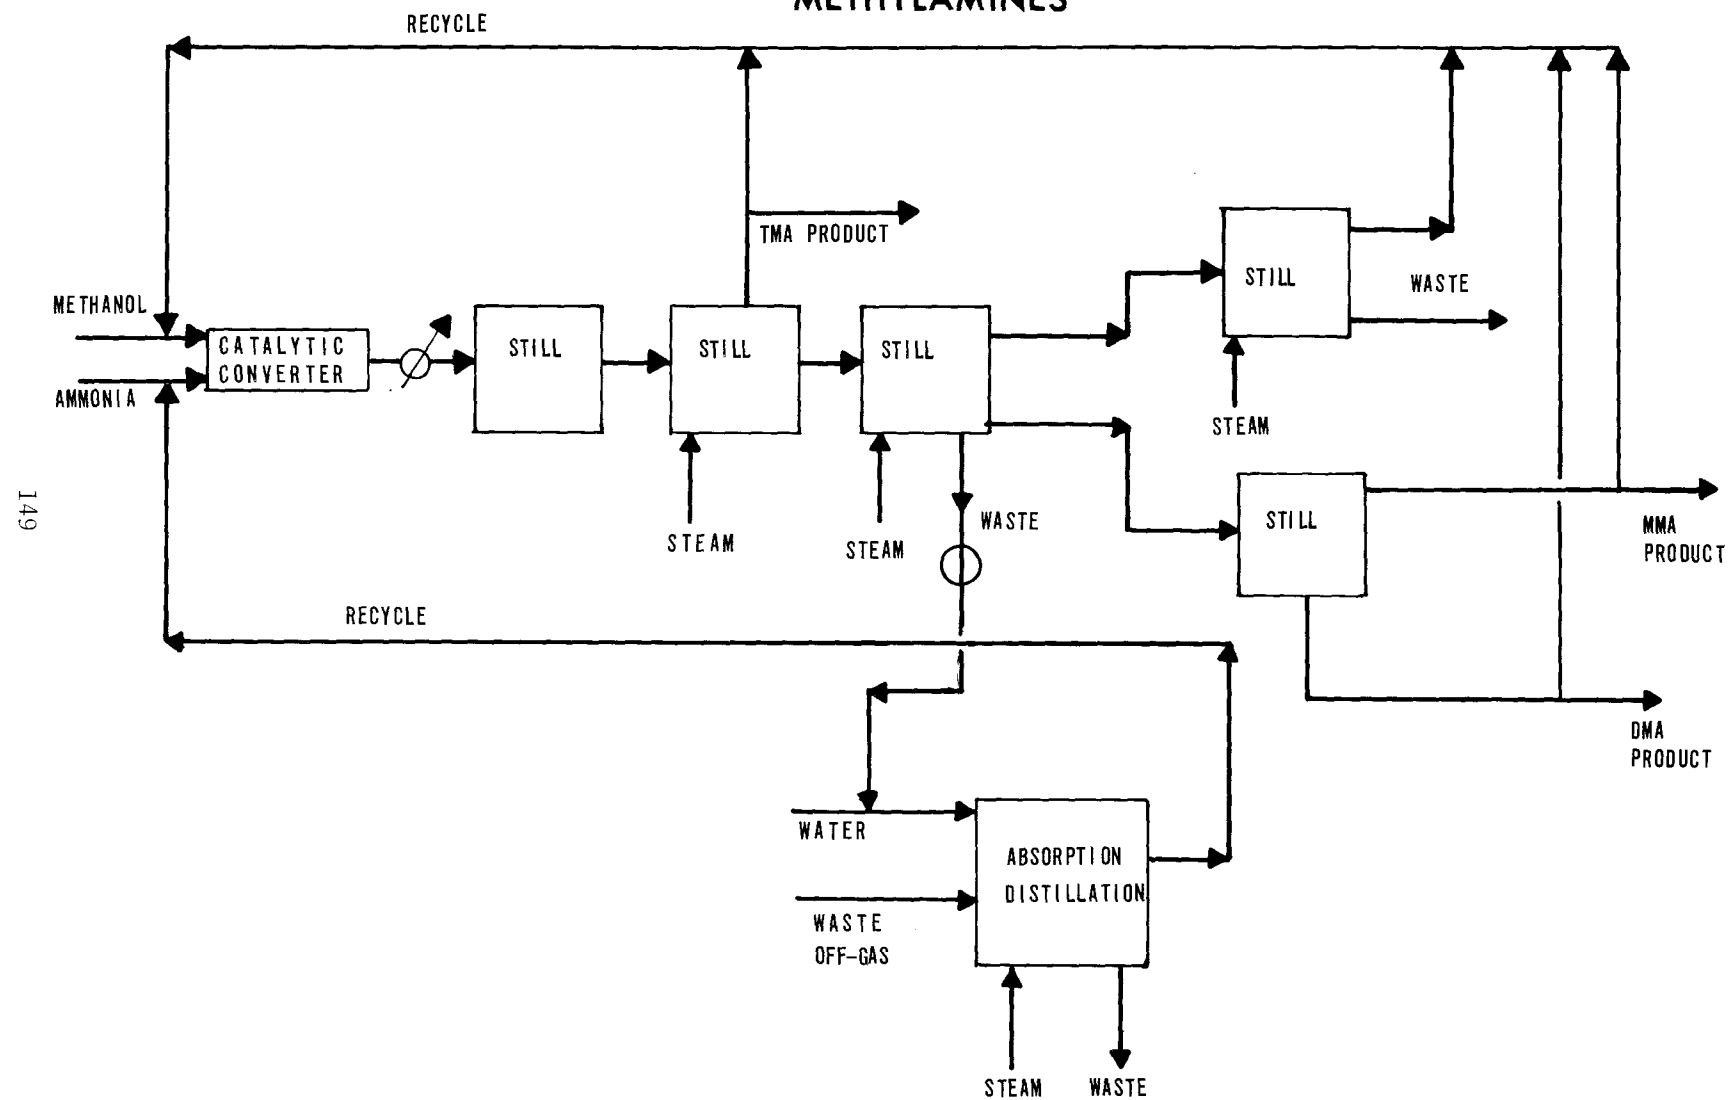 METHYLAMINES
RECYCLE
TMA PRODUCT
METHANOL
CATALYTIC
CONVERTER
AMMONIA
STILL
STILL
STILL
STILL
WASTE
STEAM
STEAM
STEAM
WASTE
STILL
MMA
PRODUCT
149
RECYCLE
DMA
PRODUCT
WATER
ABSORPTION
DISTILLATION
WASTE
OFF-GAS
STEAM
WASTE